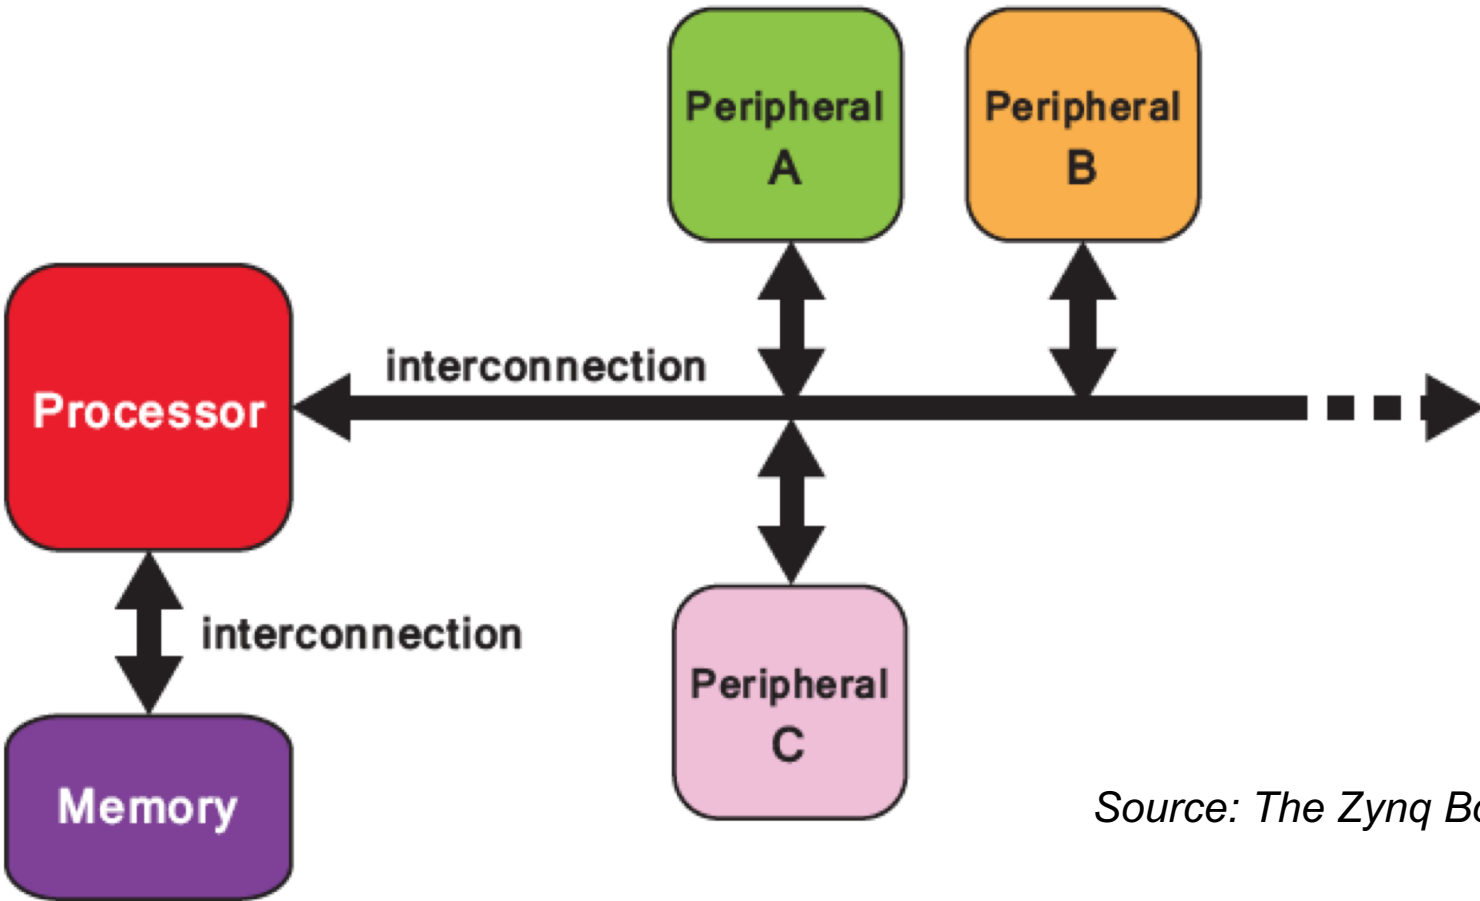 Peripheral
A
Peripheral
B
interconnection
Processor
interconnection
Peripheral
C
Memory
Source: The Zynq